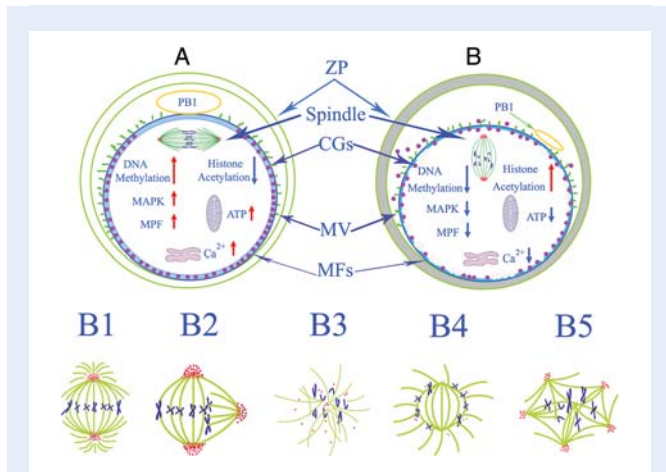 A
B
ZP
PB1
PB1
Spindle
CGs
DNA
Methylation
Histone
Acetylation
DNA
Methylation
Histone
Acetylation
MAPK
MAPK
ATP
ATP
MPF
MV
MPF
Ca2+
MFs
Ca2+
B1 B2 B3 B4 B5